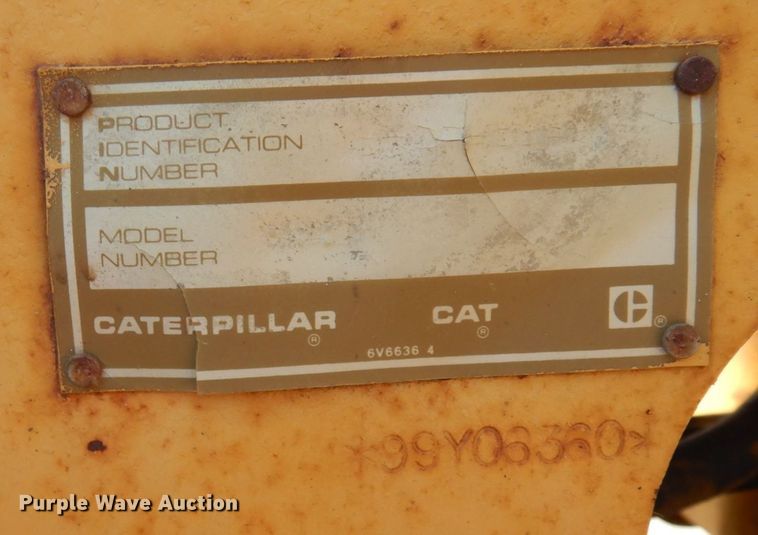 PRODUCT
IDENTIFICATION
NUMBER
MODEL
NUMBER
CATERPILLAR ® CAT ® C ®
6V6636 4
*99Y06360*
Purple Wave Auction